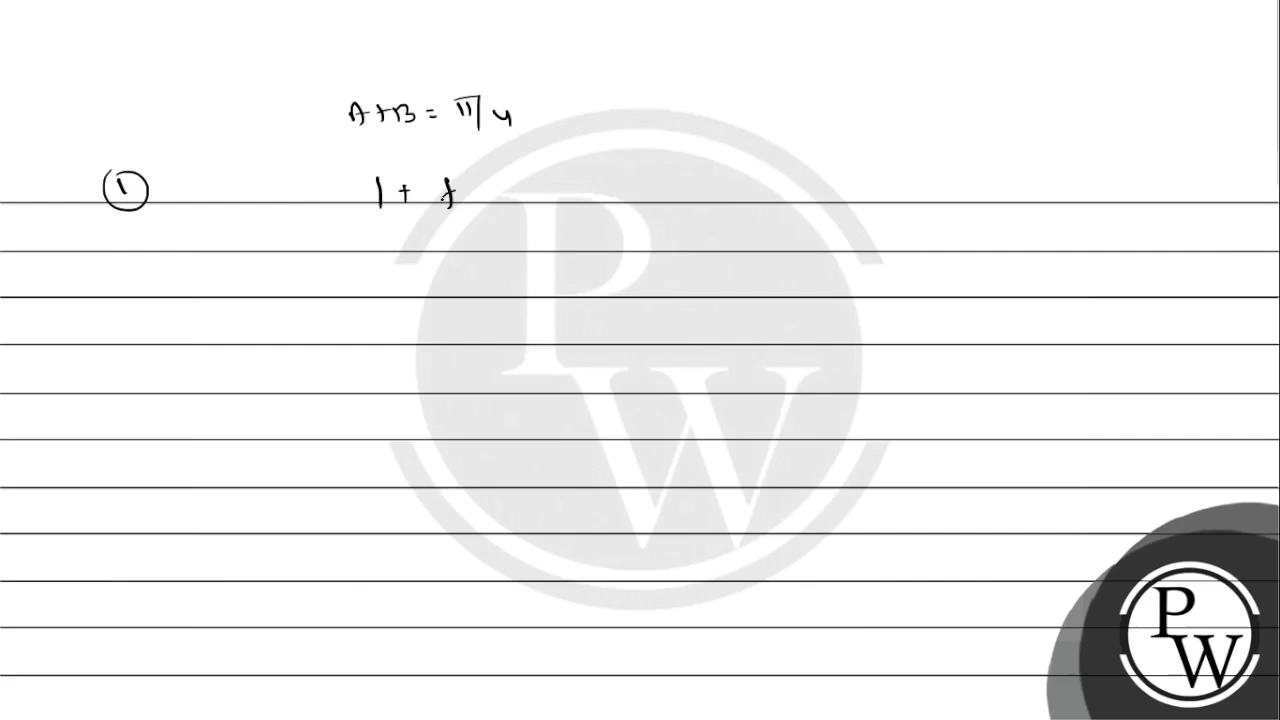 A+B = π/4
① 1 +
P
W
P
W